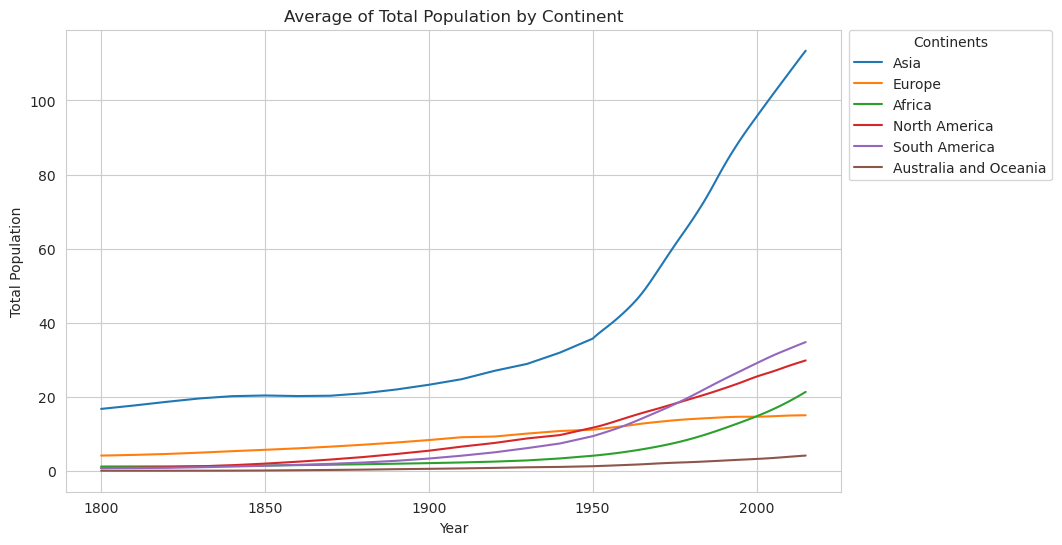 Average of Total Population by Continent
Continents
Asia
Europe
Africa
North America
South America
Australia and Oceania
Total Population
100
80
60
40
20
0
1800
1850
1900
1950
2000
Year